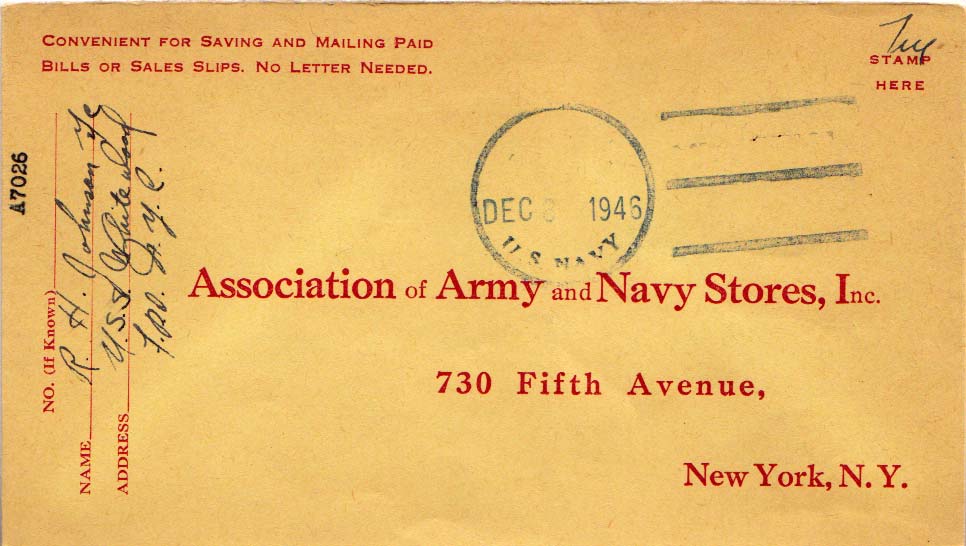 CONVENIENT FOR SAVING AND MAILING PAID
BILLS OR SALES SLIPS. NO LETTER NEEDED.
STAMP
HERE
A7026
NO. (If Known)
NAME R. H. Johnson
ADDRESS U.S.S. Whitewood
F.P.O. N.Y.C.
DEC 1946
U.S. NAVY
Association of Army and Navy Stores, Inc.
730 Fifth Avenue,
New York, N. Y.